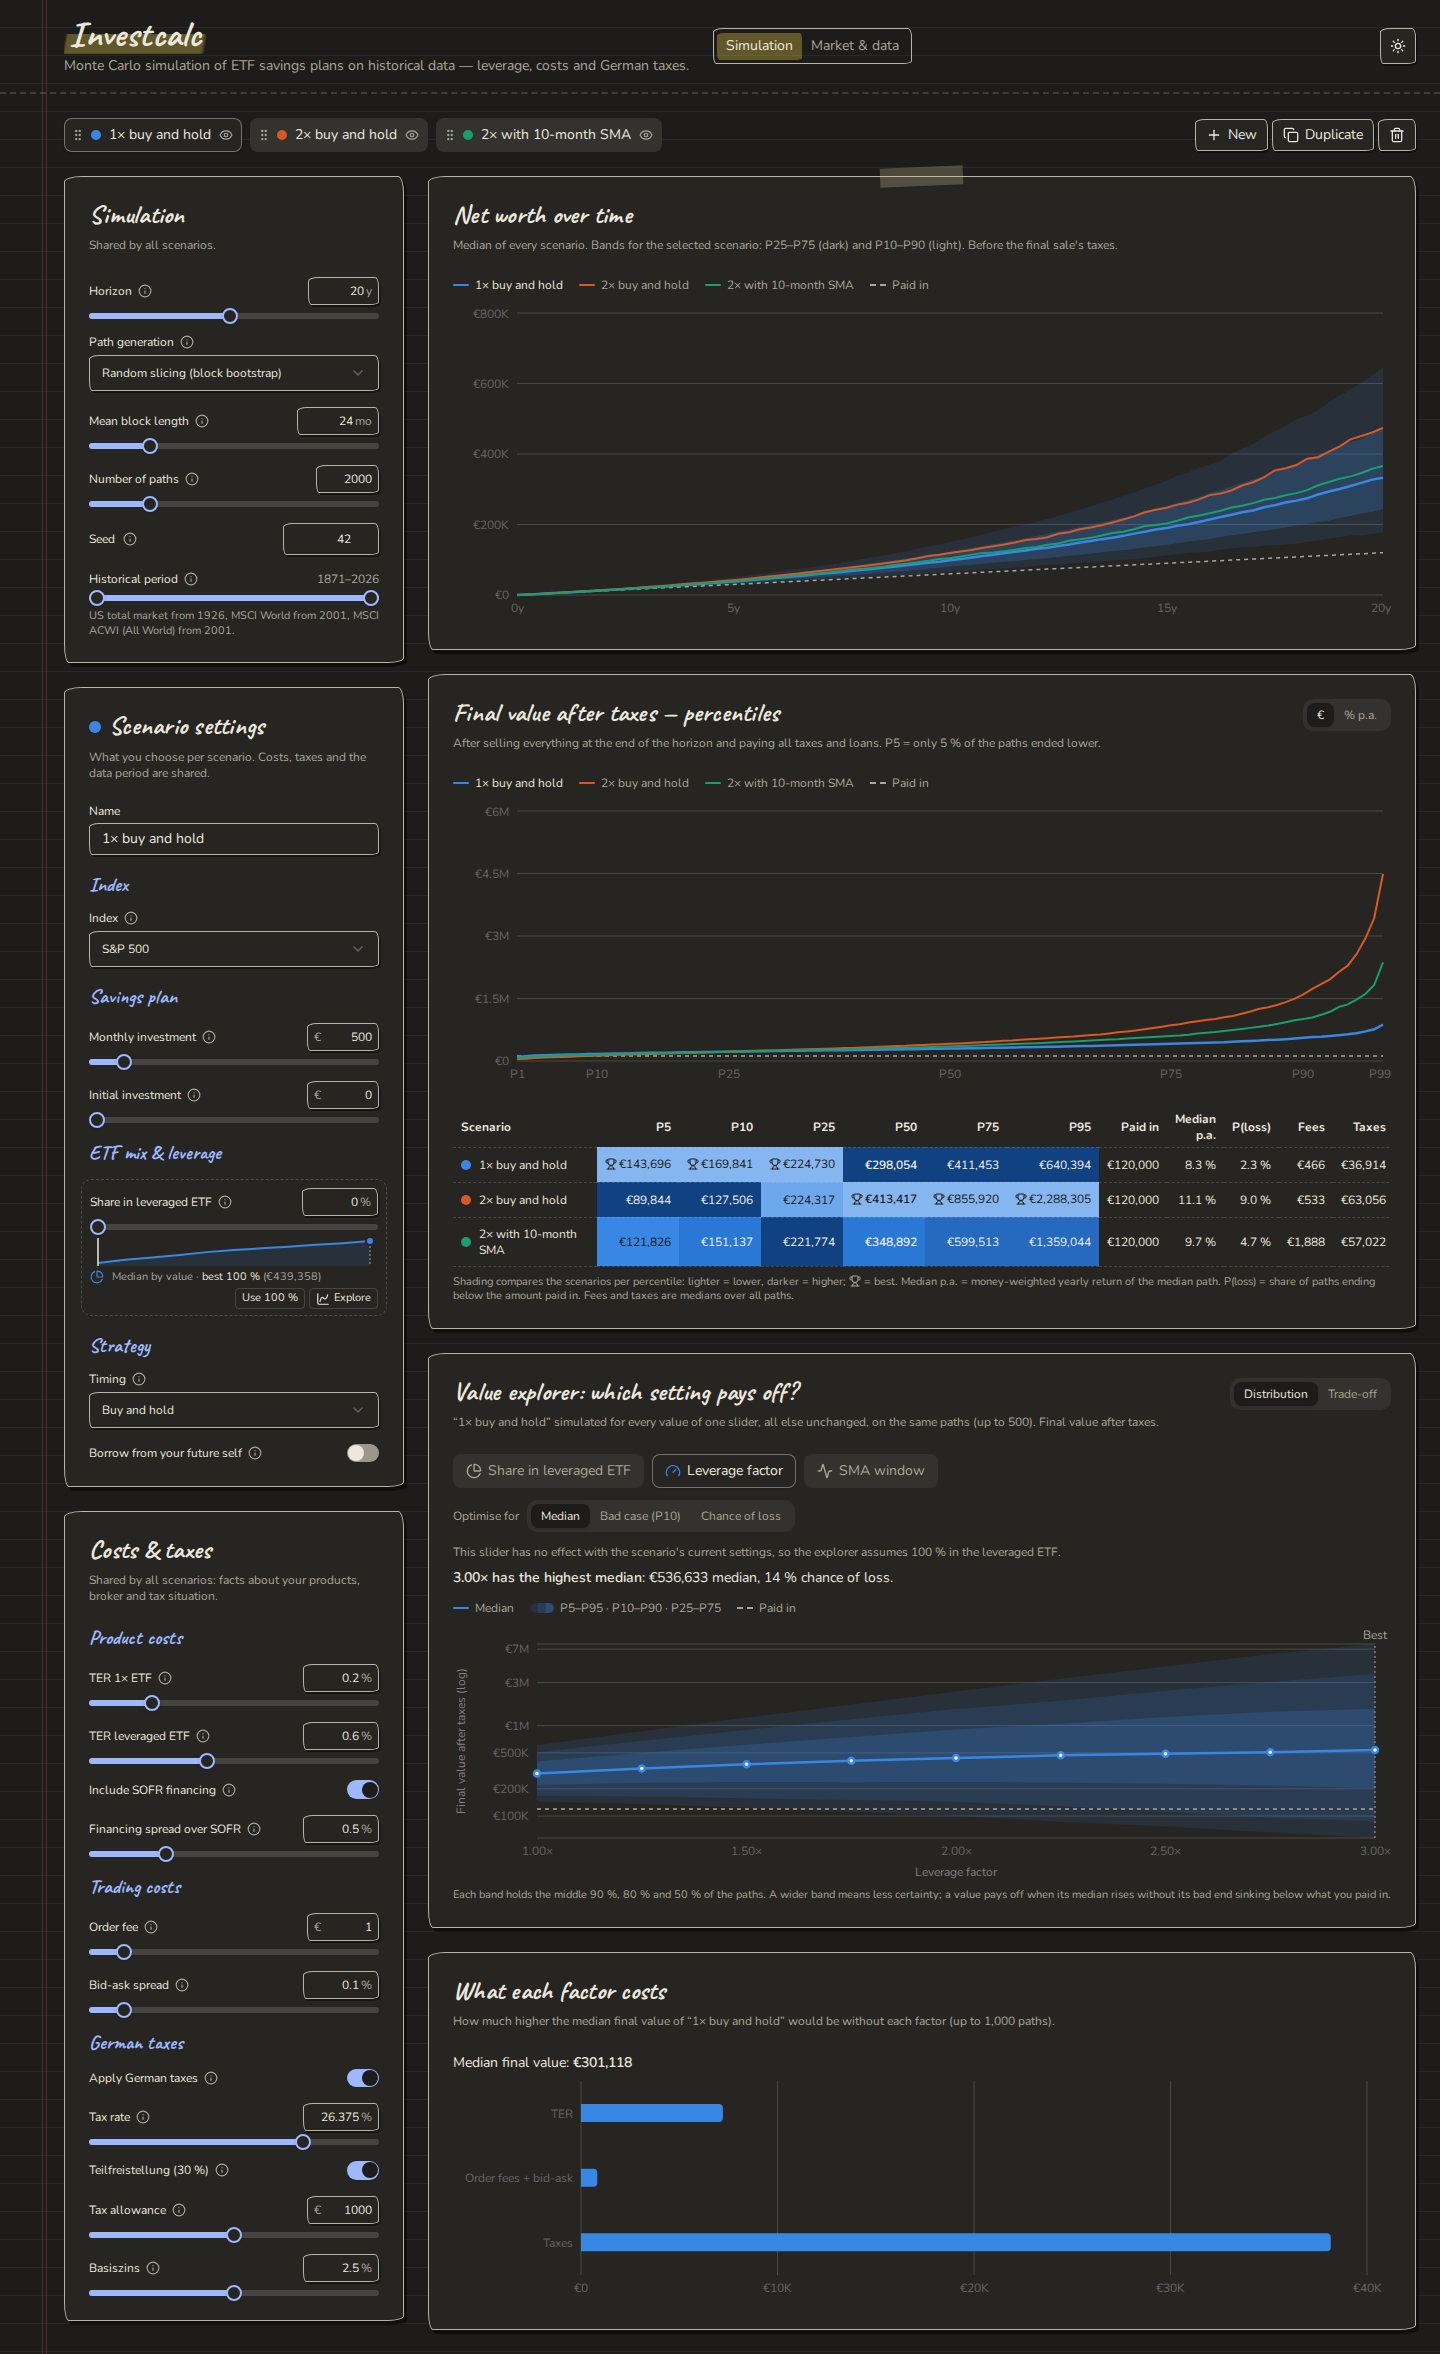 Investcalc
Monte Carlo simulation of ETF savings plans on historical data — leverage, costs and German taxes.
Simulation Market & data
1× buy and hold 2× buy and hold 2× with 10-month SMA
New Duplicate
Simulation
Shared by all scenarios.
Horizon 20 y
Path generation
Random slicing (block bootstrap)
Mean block length 24 mo
Number of paths 2000
Seed 42
Historical period 1871–2026
US total market from 1926, MSCI World from 2001, MSCI
ACWI (All World) from 2001.
Scenario settings
What you choose per scenario. Costs, taxes and the
data period are shared.
Name
1× buy and hold
Index
Index
S&P 500
Savings plan
Monthly investment € 500
Initial investment € 0
ETF mix & leverage
Share in leveraged ETF 0 %
Median by value · best 100 % (€439,358)
Use 100 % Explore
Strategy
Timing
Buy and hold
Borrow from your future self
Costs & taxes
Shared by all scenarios: facts about your products,
broker and tax situation.
Product costs
TER 1× ETF 0.2 %
TER leveraged ETF 0.6 %
Include SOFR financing
Financing spread over SOFR 0.5 %
Trading costs
Order fee € 1
Bid-ask spread 0.1 %
German taxes
Apply German taxes
Tax rate 26.375 %
Teilfreistellung (30 %)
Tax allowance € 1000
Basiszins 2.5 %
Net worth over time
Median of every scenario. Bands for the selected scenario: P25–P75 (dark) and P10–P90 (light). Before the final sale's taxes.
1× buy and hold 2× buy and hold 2× with 10-month SMA Paid in
€800K
€600K
€400K
€200K
€0
0y 5y 10y 15y 20y
Final value after taxes — percentiles
€ % p.a.
After selling everything at the end of the horizon and paying all taxes and loans. P5 = only 5 % of the paths ended lower.
1× buy and hold 2× buy and hold 2× with 10-month SMA Paid in
€6M
€4.5M
€3M
€1.5M
€0
P1 P10 P25 P50 P75 P90 P99
Scenario P5 P10 P25 P50 P75 P95 Paid in Median p.a. P(loss) Fees Taxes
1× buy and hold €143,696 €169,841 €224,730 €298,054 €411,453 €640,394 €120,000 8.3 % 2.3 % €466 €36,914
2× buy and hold €89,844 €127,506 €224,317 €413,417 €855,920 €2,288,305 €120,000 11.1 % 9.0 % €533 €63,056
2× with 10-month SMA €121,826 €151,137 €221,774 €348,892 €599,513 €1,359,044 €120,000 9.7 % 4.7 % €1,888 €57,022
Shading compares the scenarios per percentile: lighter = lower, darker = higher; = best. Median p.a. = money-weighted yearly return of the median path. P(loss) = share of paths ending
below the amount paid in. Fees and taxes are medians over all paths.
Value explorer: which setting pays off?
Distribution Trade-off
“1× buy and hold” simulated for every value of one slider, all else unchanged, on the same paths (up to 500). Final value after taxes.
Share in leveraged ETF Leverage factor SMA window
Optimise for Median Bad case (P10) Chance of loss
This slider has no effect with the scenario's current settings, so the explorer assumes 100 % in the leveraged ETF.
3.00× has the highest median: €536,633 median, 14 % chance of loss.
Median P5–P95 · P10–P90 · P25–P75 Paid in
Best
€7M
€3M
€1M
€500K
€200K
€100K
Final value after taxes (log)
1.00× 1.50× 2.00× 2.50× 3.00×
Leverage factor
Each band holds the middle 90 %, 80 % and 50 % of the paths. A wider band means less certainty; a value pays off when its median rises without its bad end sinking below what you paid in.
What each factor costs
How much higher the median final value of “1× buy and hold” would be without each factor (up to 1,000 paths).
Median final value: €301,118
TER
Order fees + bid-ask
Taxes
€0 €10K €20K €30K €40K